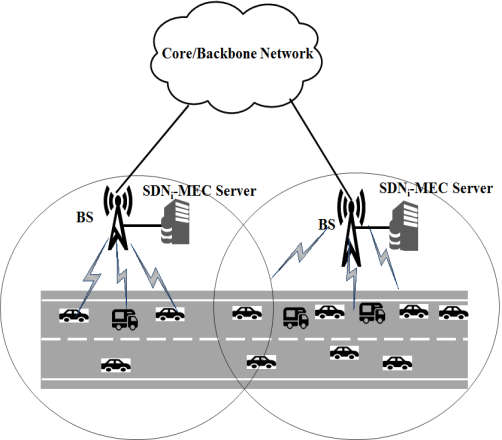 Core/Backbone Network
SDNi-MEC Server
BS
SDNi-MEC Server
BS